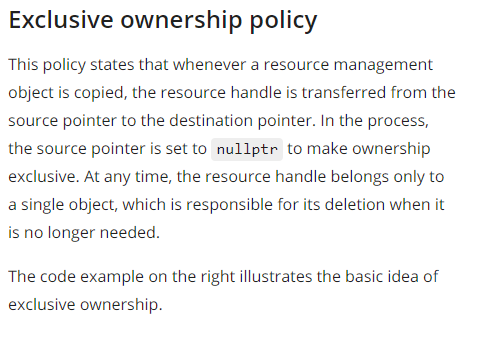 Exclusive ownership policy
This policy states that whenever a resource management
object is copied, the resource handle is transferred from the
source pointer to the destination pointer. In the process,
the source pointer is set to nullptr to make ownership
exclusive. At any time, the resource handle belongs only to
a single object, which is responsible for its deletion when it
is no longer needed.
The code example on the right illustrates the basic idea of
exclusive ownership.